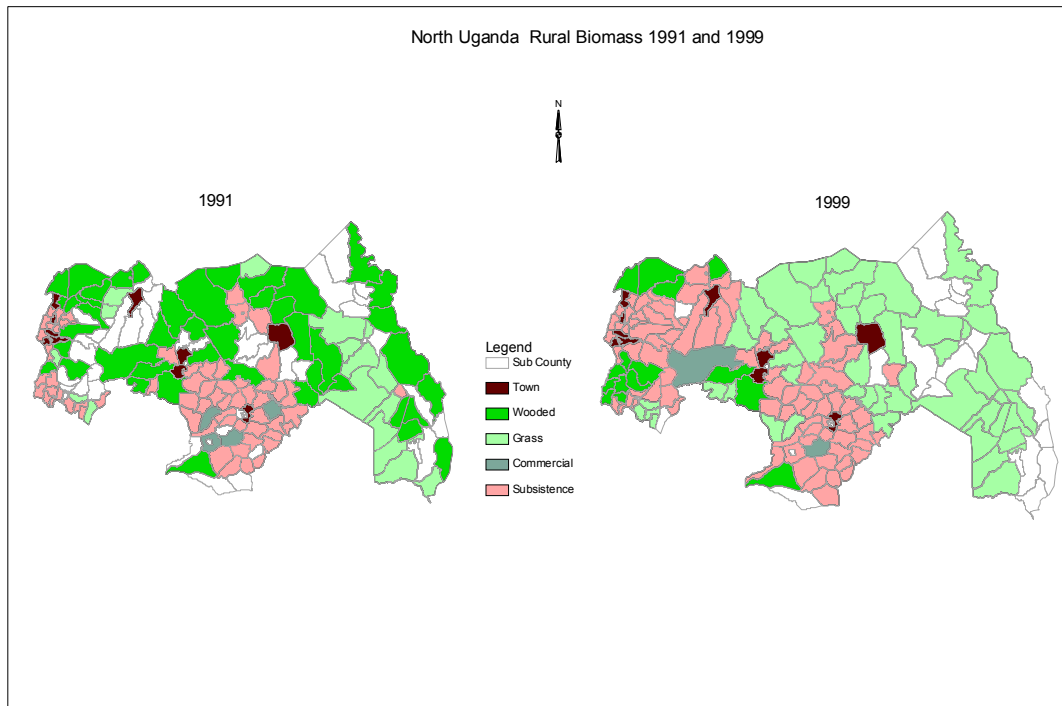 North Uganda Rural Biomass 1991 and 1999
N
1991
1999
Legend
Sub County
Town
Wooded
Grass
Commercial
Subsistence